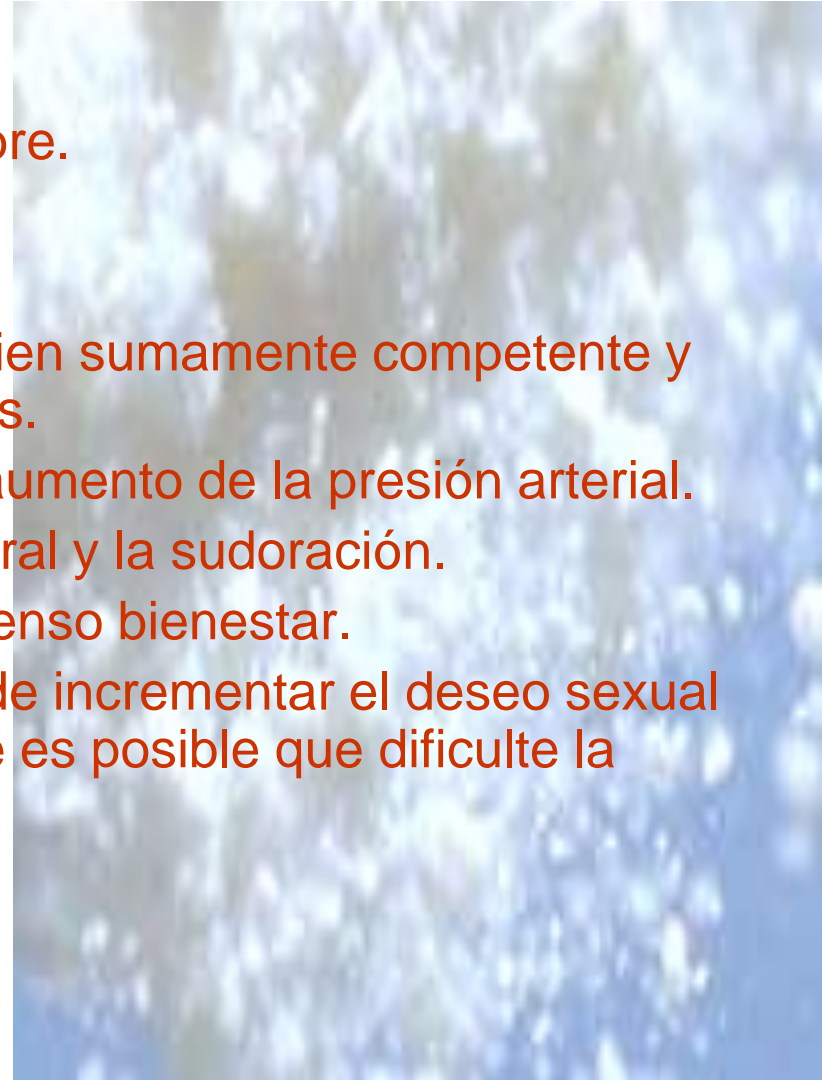 bre.
ien sumamente competente y
s.
aumento de la presión arterial.
ral y la sudoración.
enso bienestar.
de incrementar el deseo sexual
e es posible que dificulte la